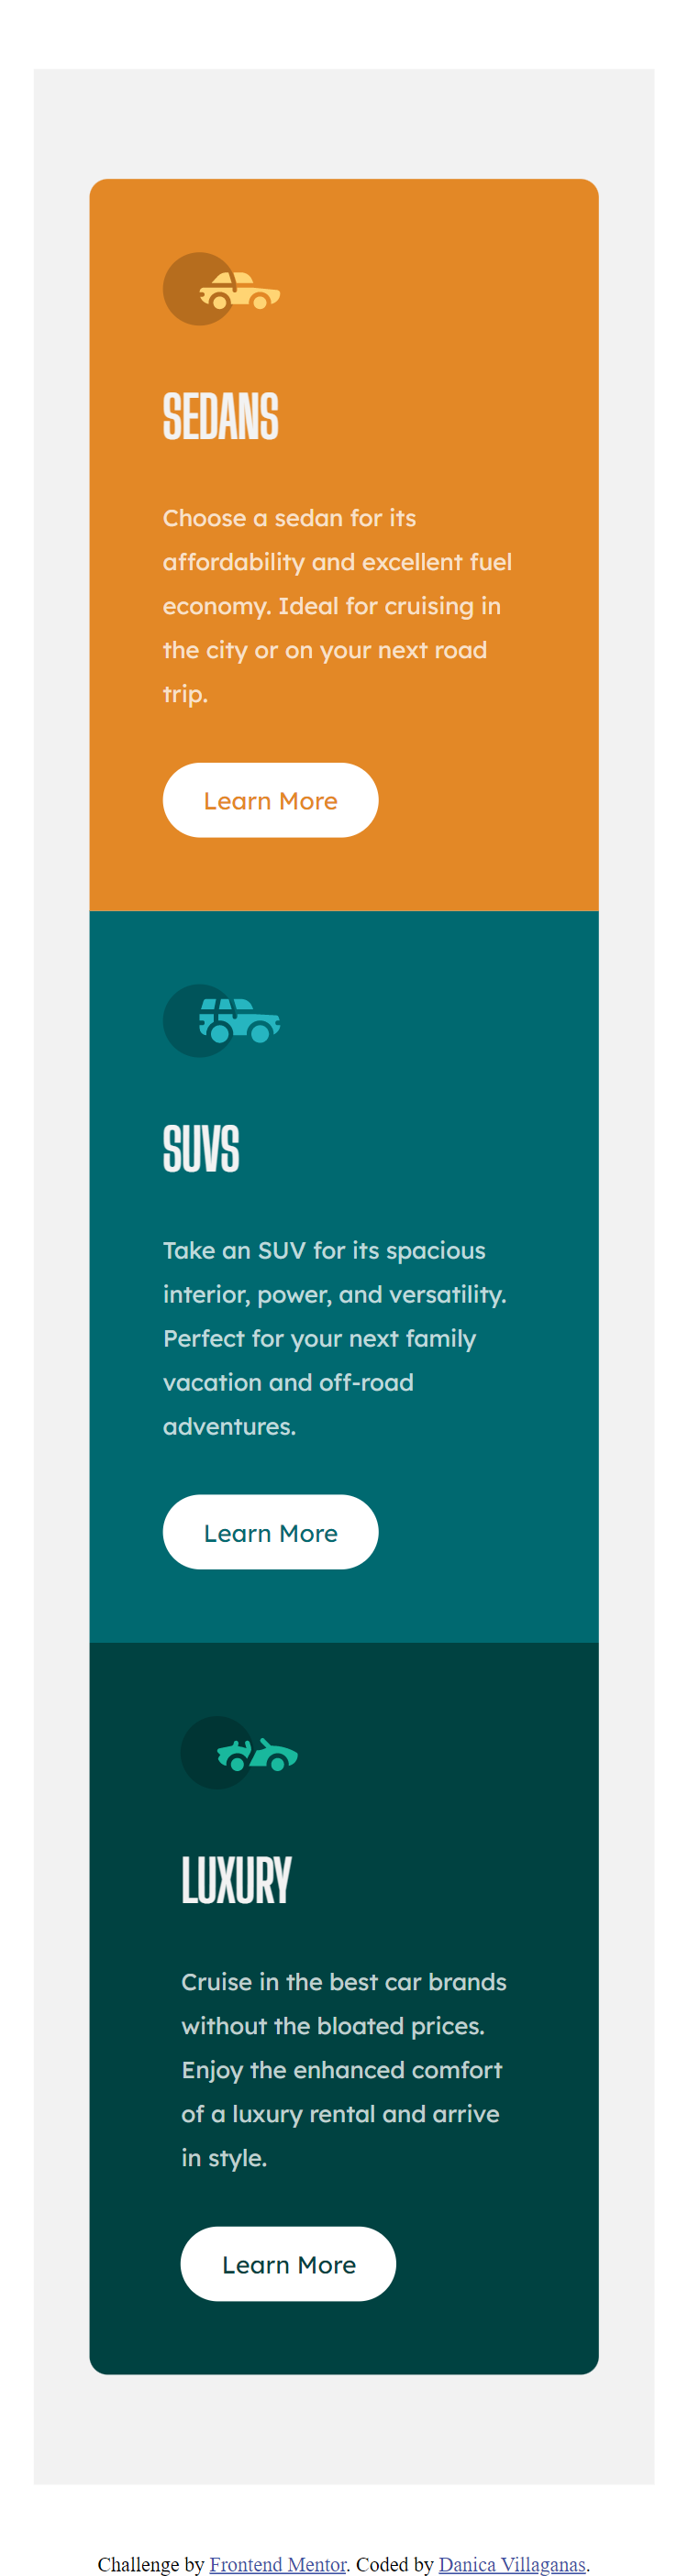 SEDANS
Choose a sedan for its
affordability and excellent fuel
economy. Ideal for cruising in
the city or on your next road
trip.
Learn More
SUVS
Take an SUV for its spacious
interior, power, and versatility.
Perfect for your next family
vacation and off-road
adventures.
Learn More
LUXURY
Cruise in the best car brands
without the bloated prices.
Enjoy the enhanced comfort
of a luxury rental and arrive
in style.
Learn More
Challenge by Frontend Mentor. Coded by Danica Villaganas.